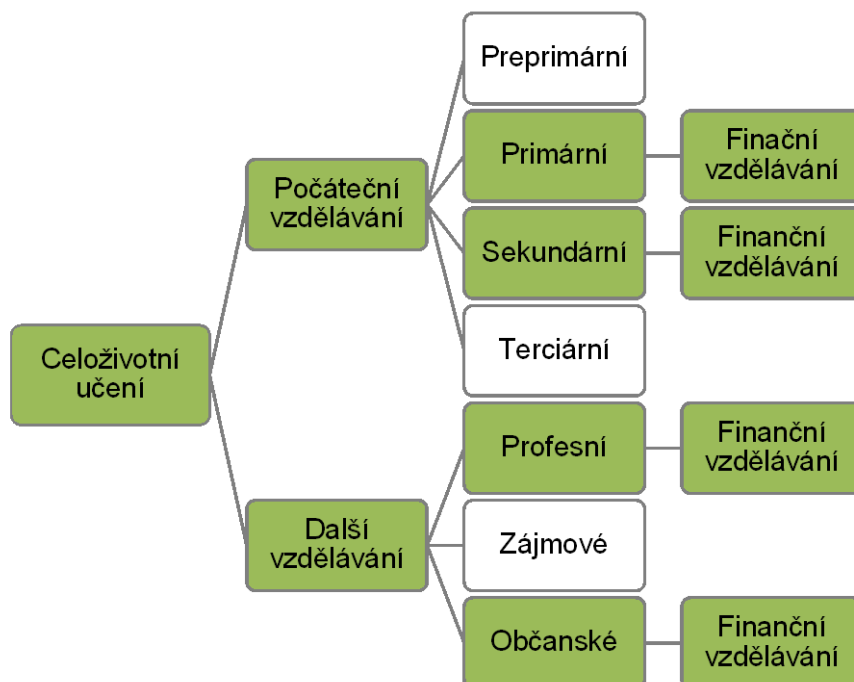 Preprimární
Primární
Finační
vzdělávání
Počáteční
vzdělávání
Sekundární
Finanční
vzdělávání
Terciární
Celoživotní
učení
Profesní
Finanční
vzdělávání
Další
vzdělávání
Zájmové
Občanské
Finanční
vzdělávání